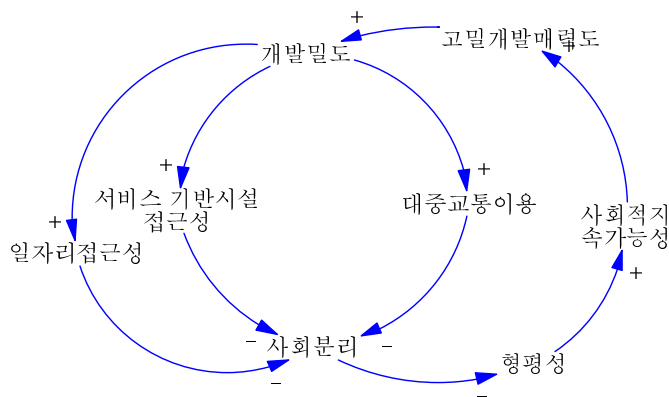 +
고밀개발매력도
+
개발밀도
+
+
서비스 기반시설
접근성
대중교통이용
사회적지
속가능성
+
일자리접근성
+
-
사회분리
-
-
형평성
-